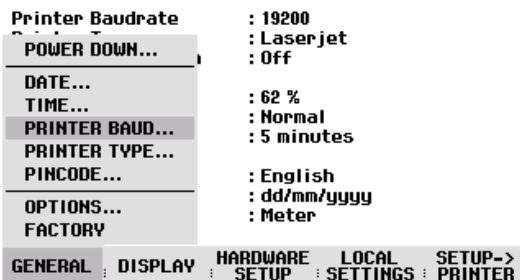 Printer Baudrate : 19200
: Laserjet
POWER DOWN... : Off
DATE...
: 62 %
TIME...
: Normal
PRINTER BAUD... : 5 minutes
PRINTER TYPE...
PINCODE... : English
: dd/mm/yyyy
OPTIONS... : Meter
FACTORY
GENERAL DISPLAY HARDWARE SETUP LOCAL SETTINGS SETUP-> PRINTER